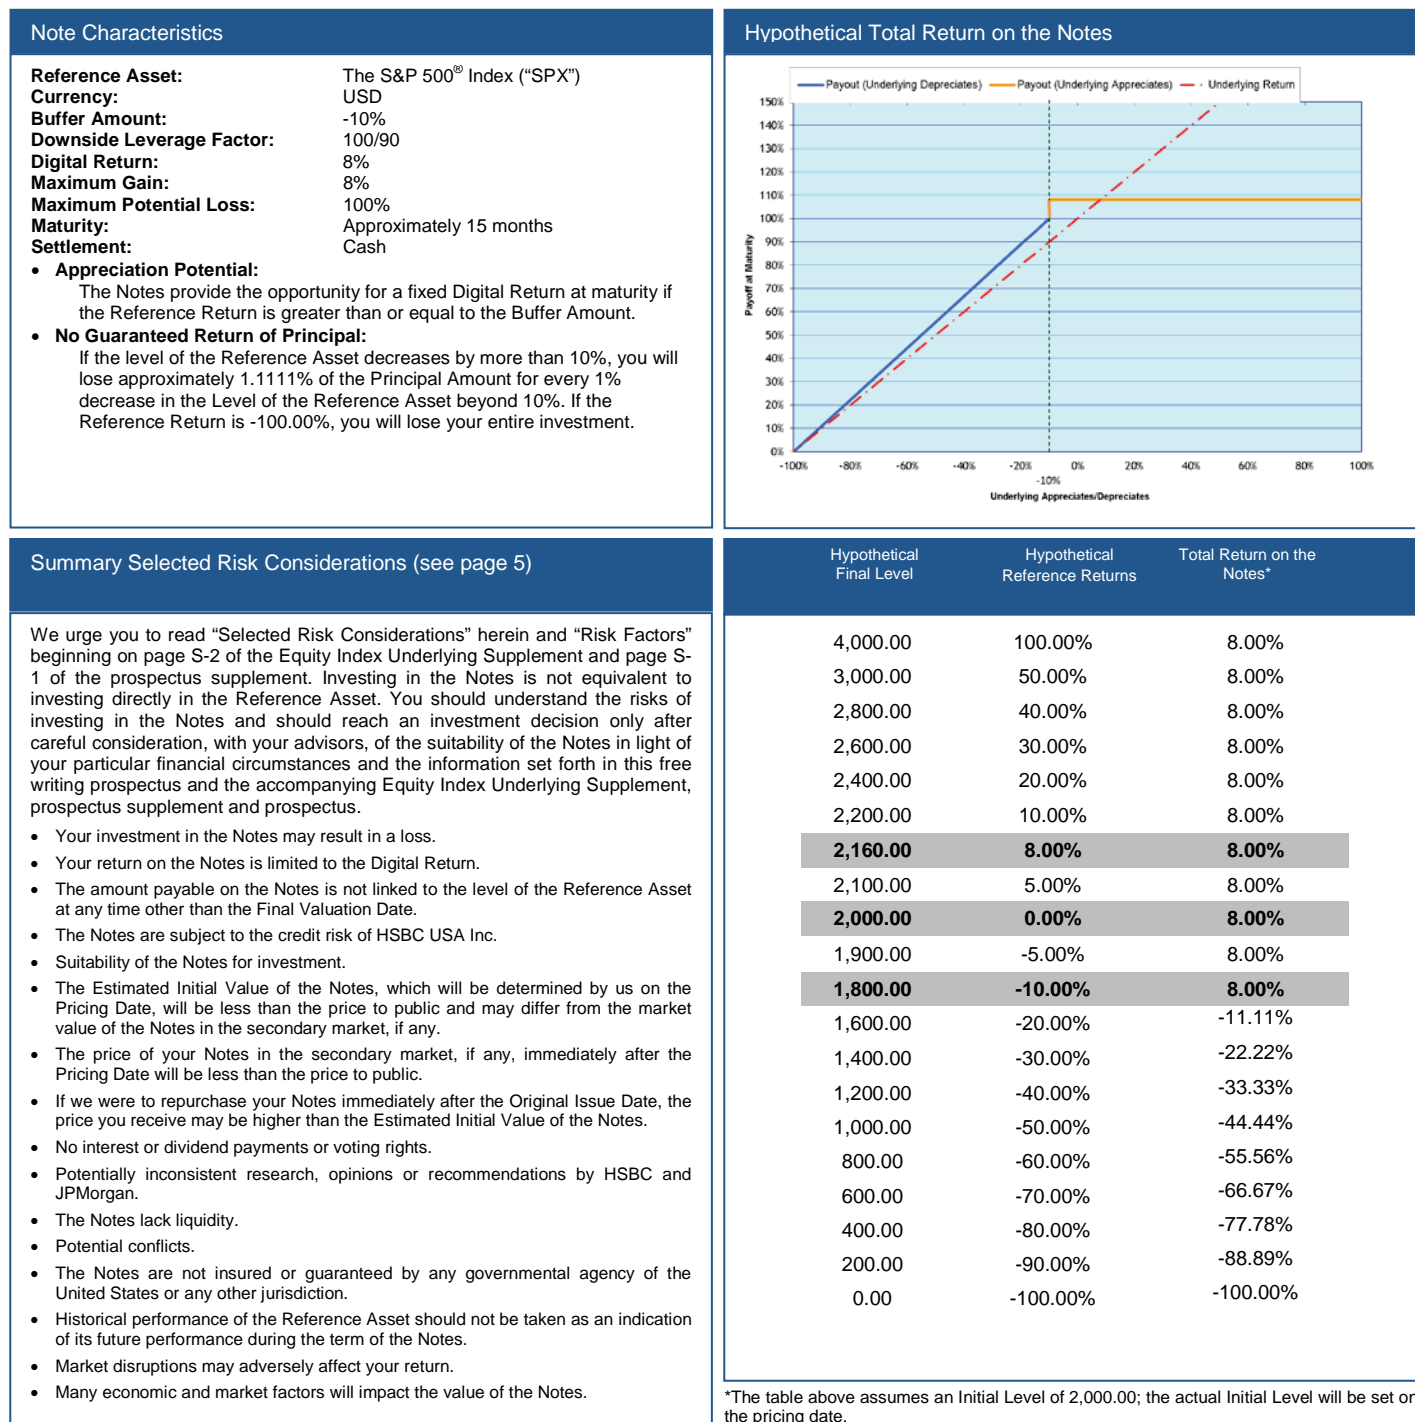 Note Characteristics
Reference Asset: The S&P 500® Index (“SPX”)
Currency: USD
Buffer Amount: -10%
Downside Leverage Factor: 100/90
Digital Return: 8%
Maximum Gain: 8%
Maximum Potential Loss: 100%
Maturity: Approximately 15 months
Settlement: Cash
• Appreciation Potential:
The Notes provide the opportunity for a fixed Digital Return at maturity if
the Reference Return is greater than or equal to the Buffer Amount.
• No Guaranteed Return of Principal:
If the level of the Reference Asset decreases by more than 10%, you will
lose approximately 1.1111% of the Principal Amount for every 1%
decrease in the Level of the Reference Asset beyond 10%. If the
Reference Return is -100.00%, you will lose your entire investment.
Hypothetical Total Return on the Notes
Payout (Underlying Depreciates) Payout (Underlying Appreciates) Underlying Return
150%
140%
130%
120%
110%
100%
90%
80%
70%
60%
50%
40%
30%
20%
10%
0%
Payoff at Maturity
-100% -80% -60% -40% -20% 0% 20% 40% 60% 80% 100%
-10%
Underlying Appreciates/Depreciates
Summary Selected Risk Considerations (see page 5)
We urge you to read “Selected Risk Considerations” herein and “Risk Factors”
beginning on page S-2 of the Equity Index Underlying Supplement and page S-
1 of the prospectus supplement. Investing in the Notes is not equivalent to
investing directly in the Reference Asset. You should understand the risks of
investing in the Notes and should reach an investment decision only after
careful consideration, with your advisors, of the suitability of the Notes in light of
your particular financial circumstances and the information set forth in this free
writing prospectus and the accompanying Equity Index Underlying Supplement,
prospectus supplement and prospectus.
• Your investment in the Notes may result in a loss.
• Your return on the Notes is limited to the Digital Return.
• The amount payable on the Notes is not linked to the level of the Reference Asset
at any time other than the Final Valuation Date.
• The Notes are subject to the credit risk of HSBC USA Inc.
• Suitability of the Notes for investment.
• The Estimated Initial Value of the Notes, which will be determined by us on the
Pricing Date, will be less than the price to public and may differ from the market
value of the Notes in the secondary market, if any.
• The price of your Notes in the secondary market, if any, immediately after the
Pricing Date will be less than the price to public.
• If we were to repurchase your Notes immediately after the Original Issue Date, the
price you receive may be higher than the Estimated Initial Value of the Notes.
• No interest or dividend payments or voting rights.
• Potentially inconsistent research, opinions or recommendations by HSBC and
JPMorgan.
• The Notes lack liquidity.
• Potential conflicts.
• The Notes are not insured or guaranteed by any governmental agency of the
United States or any other jurisdiction.
• Historical performance of the Reference Asset should not be taken as an indication
of its future performance during the term of the Notes.
• Market disruptions may adversely affect your return.
• Many economic and market factors will impact the value of the Notes.
Hypothetical Hypothetical Total Return on the
Final Level Reference Returns Notes*
4,000.00 100.00% 8.00%
3,000.00 50.00% 8.00%
2,800.00 40.00% 8.00%
2,600.00 30.00% 8.00%
2,400.00 20.00% 8.00%
2,200.00 10.00% 8.00%
2,160.00 8.00% 8.00%
2,100.00 5.00% 8.00%
2,000.00 0.00% 8.00%
1,900.00 -5.00% 8.00%
1,800.00 -10.00% 8.00%
1,600.00 -20.00% -11.11%
1,400.00 -30.00% -22.22%
1,200.00 -40.00% -33.33%
1,000.00 -50.00% -44.44%
800.00 -60.00% -55.56%
600.00 -70.00% -66.67%
400.00 -80.00% -77.78%
200.00 -90.00% -88.89%
0.00 -100.00% -100.00%
*The table above assumes an Initial Level of 2,000.00; the actual Initial Level will be set on
the pricing date.